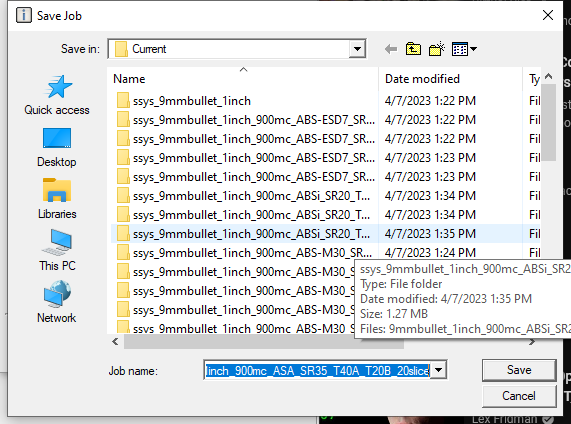 Save Job
Save in: Current
Name Date modified Ty
ssys_9mmbullet_1inch 4/7/2023 1:22 PM Fil
ssys_9mmbullet_1inch_900mc_ABS-ESD7_SR... 4/7/2023 1:22 PM Fil
ssys_9mmbullet_1inch_900mc_ABS-ESD7_SR... 4/7/2023 1:22 PM Fil
ssys_9mmbullet_1inch_900mc_ABS-ESD7_SR... 4/7/2023 1:23 PM Fil
ssys_9mmbullet_1inch_900mc_ABS-ESD7_SR... 4/7/2023 1:23 PM Fil
ssys_9mmbullet_1inch_900mc_ABSi_SR20_T... 4/7/2023 1:34 PM Fil
ssys_9mmbullet_1inch_900mc_ABSi_SR20_T... 4/7/2023 1:34 PM Fil
ssys_9mmbullet_1inch_900mc_ABSi_SR20_T... 4/7/2023 1:35 PM Fil
ssys_9mmbullet_1inch_900mc_ABS-M30_SR... 4/7/2023 1:24 PM Fil
ssys_9mmbullet_1inch_900mc_ABS-M30_S
ssys_9mmbullet_1inch_900mc_ABS-M30_S
ssys_9mmbullet_1inch_900mc_ABS-M30_S
ssys_9mmbullet_1inch_900mc_ABS-M30_S
Quick access
Desktop
Libraries
This PC
Network
ssys_9mmbullet_1inch_900mc_ABSi_SR2
Type: File folder
Date modified: 4/7/2023 1:35 PM
Size: 1.27 MB
Files: 9mmbullet_1inch_900mc_ABSi_SR
Job name: 1inch_900mc_ASA_SR35_T40A_T20B_20slice
Save
Cancel
Lex Fridman